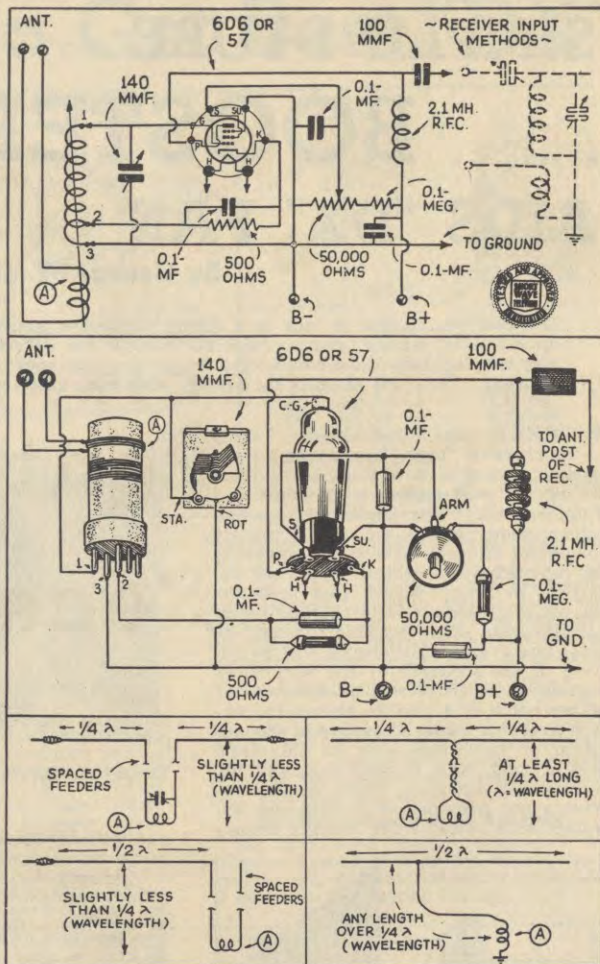 ANT.
6D6 OR
57
100
MMF
~RECEIVER INPUT
METHODS~
140
MMF.
0.1-
MF.
2.1 MH.
R.F.C.
1
G
S
SU
P
K
H
H
2
3
0.1-
MF
500
OHMS
50,000
OHMS
0.1-
MEG.
TO GROUND
0.1-MF.
A
B-
B+
TESTED AND APPROVED
SHORT
WAVE
ANT.
140
MMF.
6D6 OR 57
100
MMF.
C.-G.
A
0.1-
MF.
TO ANT.
POST
OF
REC.
ARM
STA.
ROT
S
SU.
2.1 MH.
R.F.C
P.
K
1
3
2
H
H
0.1-
MF.
50,000
OHMS
0.1-
MEG.
500
OHMS
TO
GND.
B-
0.1-MF.
B+
1/4 λ
1/4 λ
SPACED
FEEDERS
SLIGHTLY LESS
THAN 1/4 λ
(WAVELENGTH)
A
1/4 λ
1/4 λ
AT LEAST
1/4 λ LONG
(λ=WAVELENGTH)
A
1/2 λ
SLIGHTLY LESS
THAN 1/4 λ
(WAVELENGTH)
SPACED
FEEDERS
A
1/2 λ
ANY LENGTH
OVER 1/4 λ
(WAVELENGTH)
A